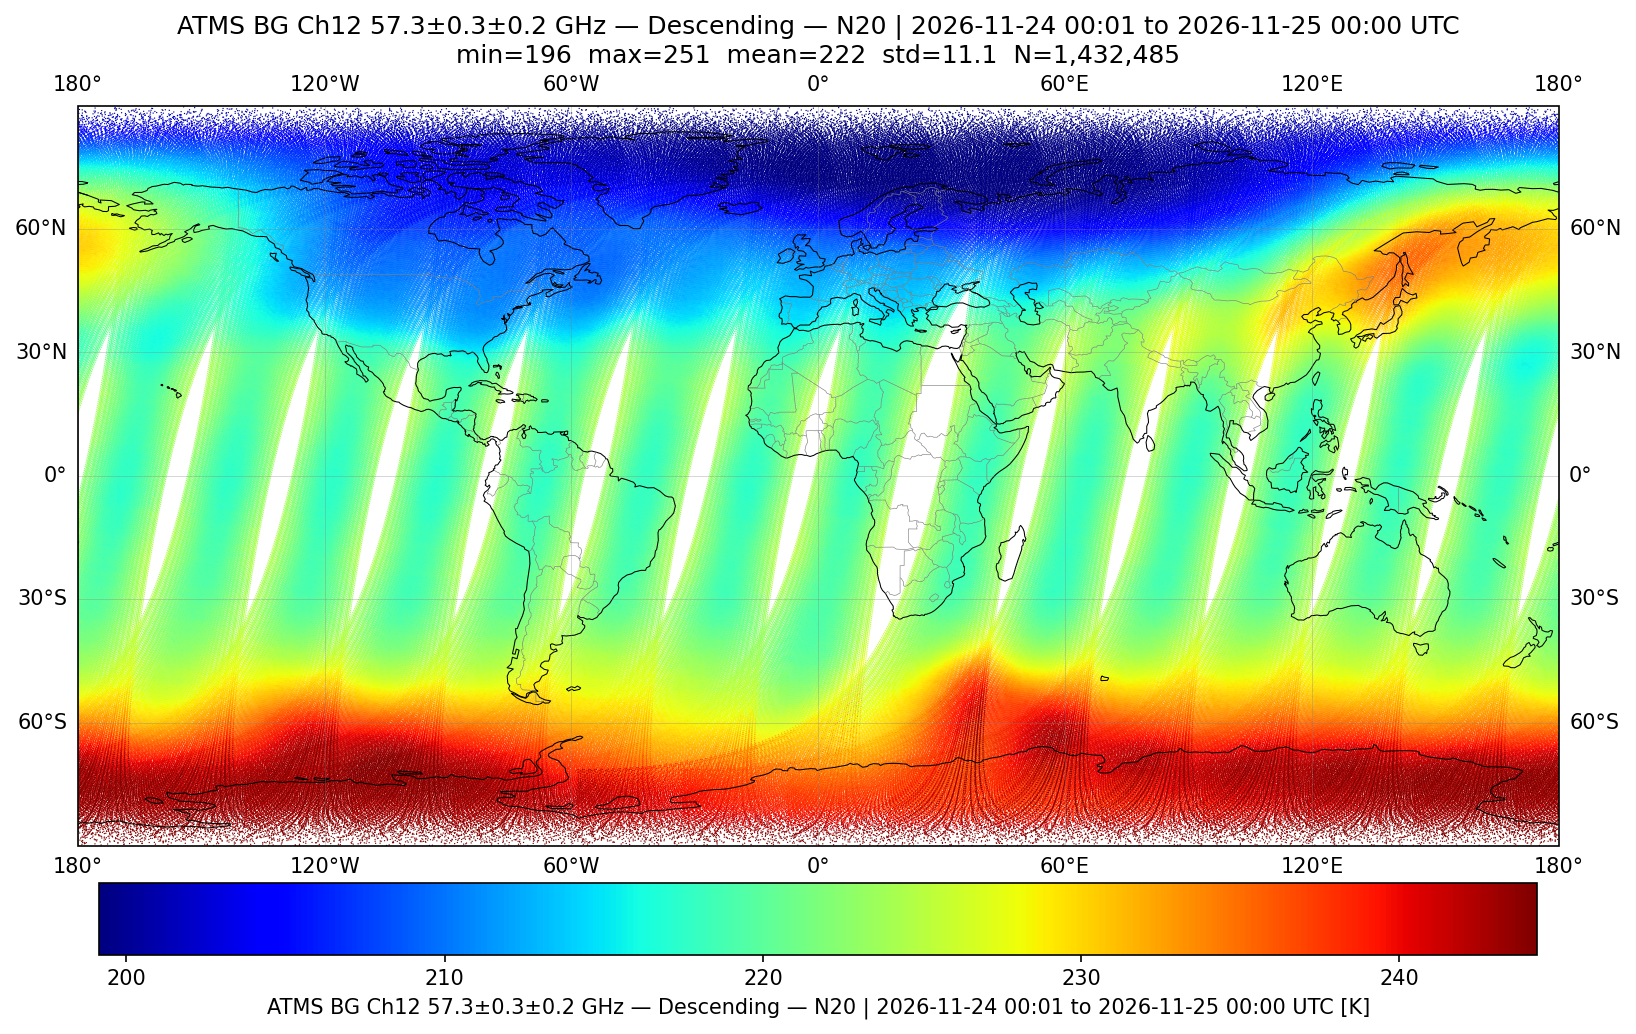 ATMS BG Ch12 57.3±0.3±0.2 GHz — Descending — N20 | 2026-11-24 00:01 to 2026-11-25 00:00 UTC
min=196 max=251 mean=222 std=11.1 N=1,432,485
180° 120°W 60°W 0° 60°E 120°E 180°
60°N 60°N
30°N 30°N
0° 0°
30°S 30°S
60°S 60°S
180° 120°W 60°W 0° 60°E 120°E 180°
200 210 220 230 240
ATMS BG Ch12 57.3±0.3±0.2 GHz — Descending — N20 | 2026-11-24 00:01 to 2026-11-25 00:00 UTC [K]